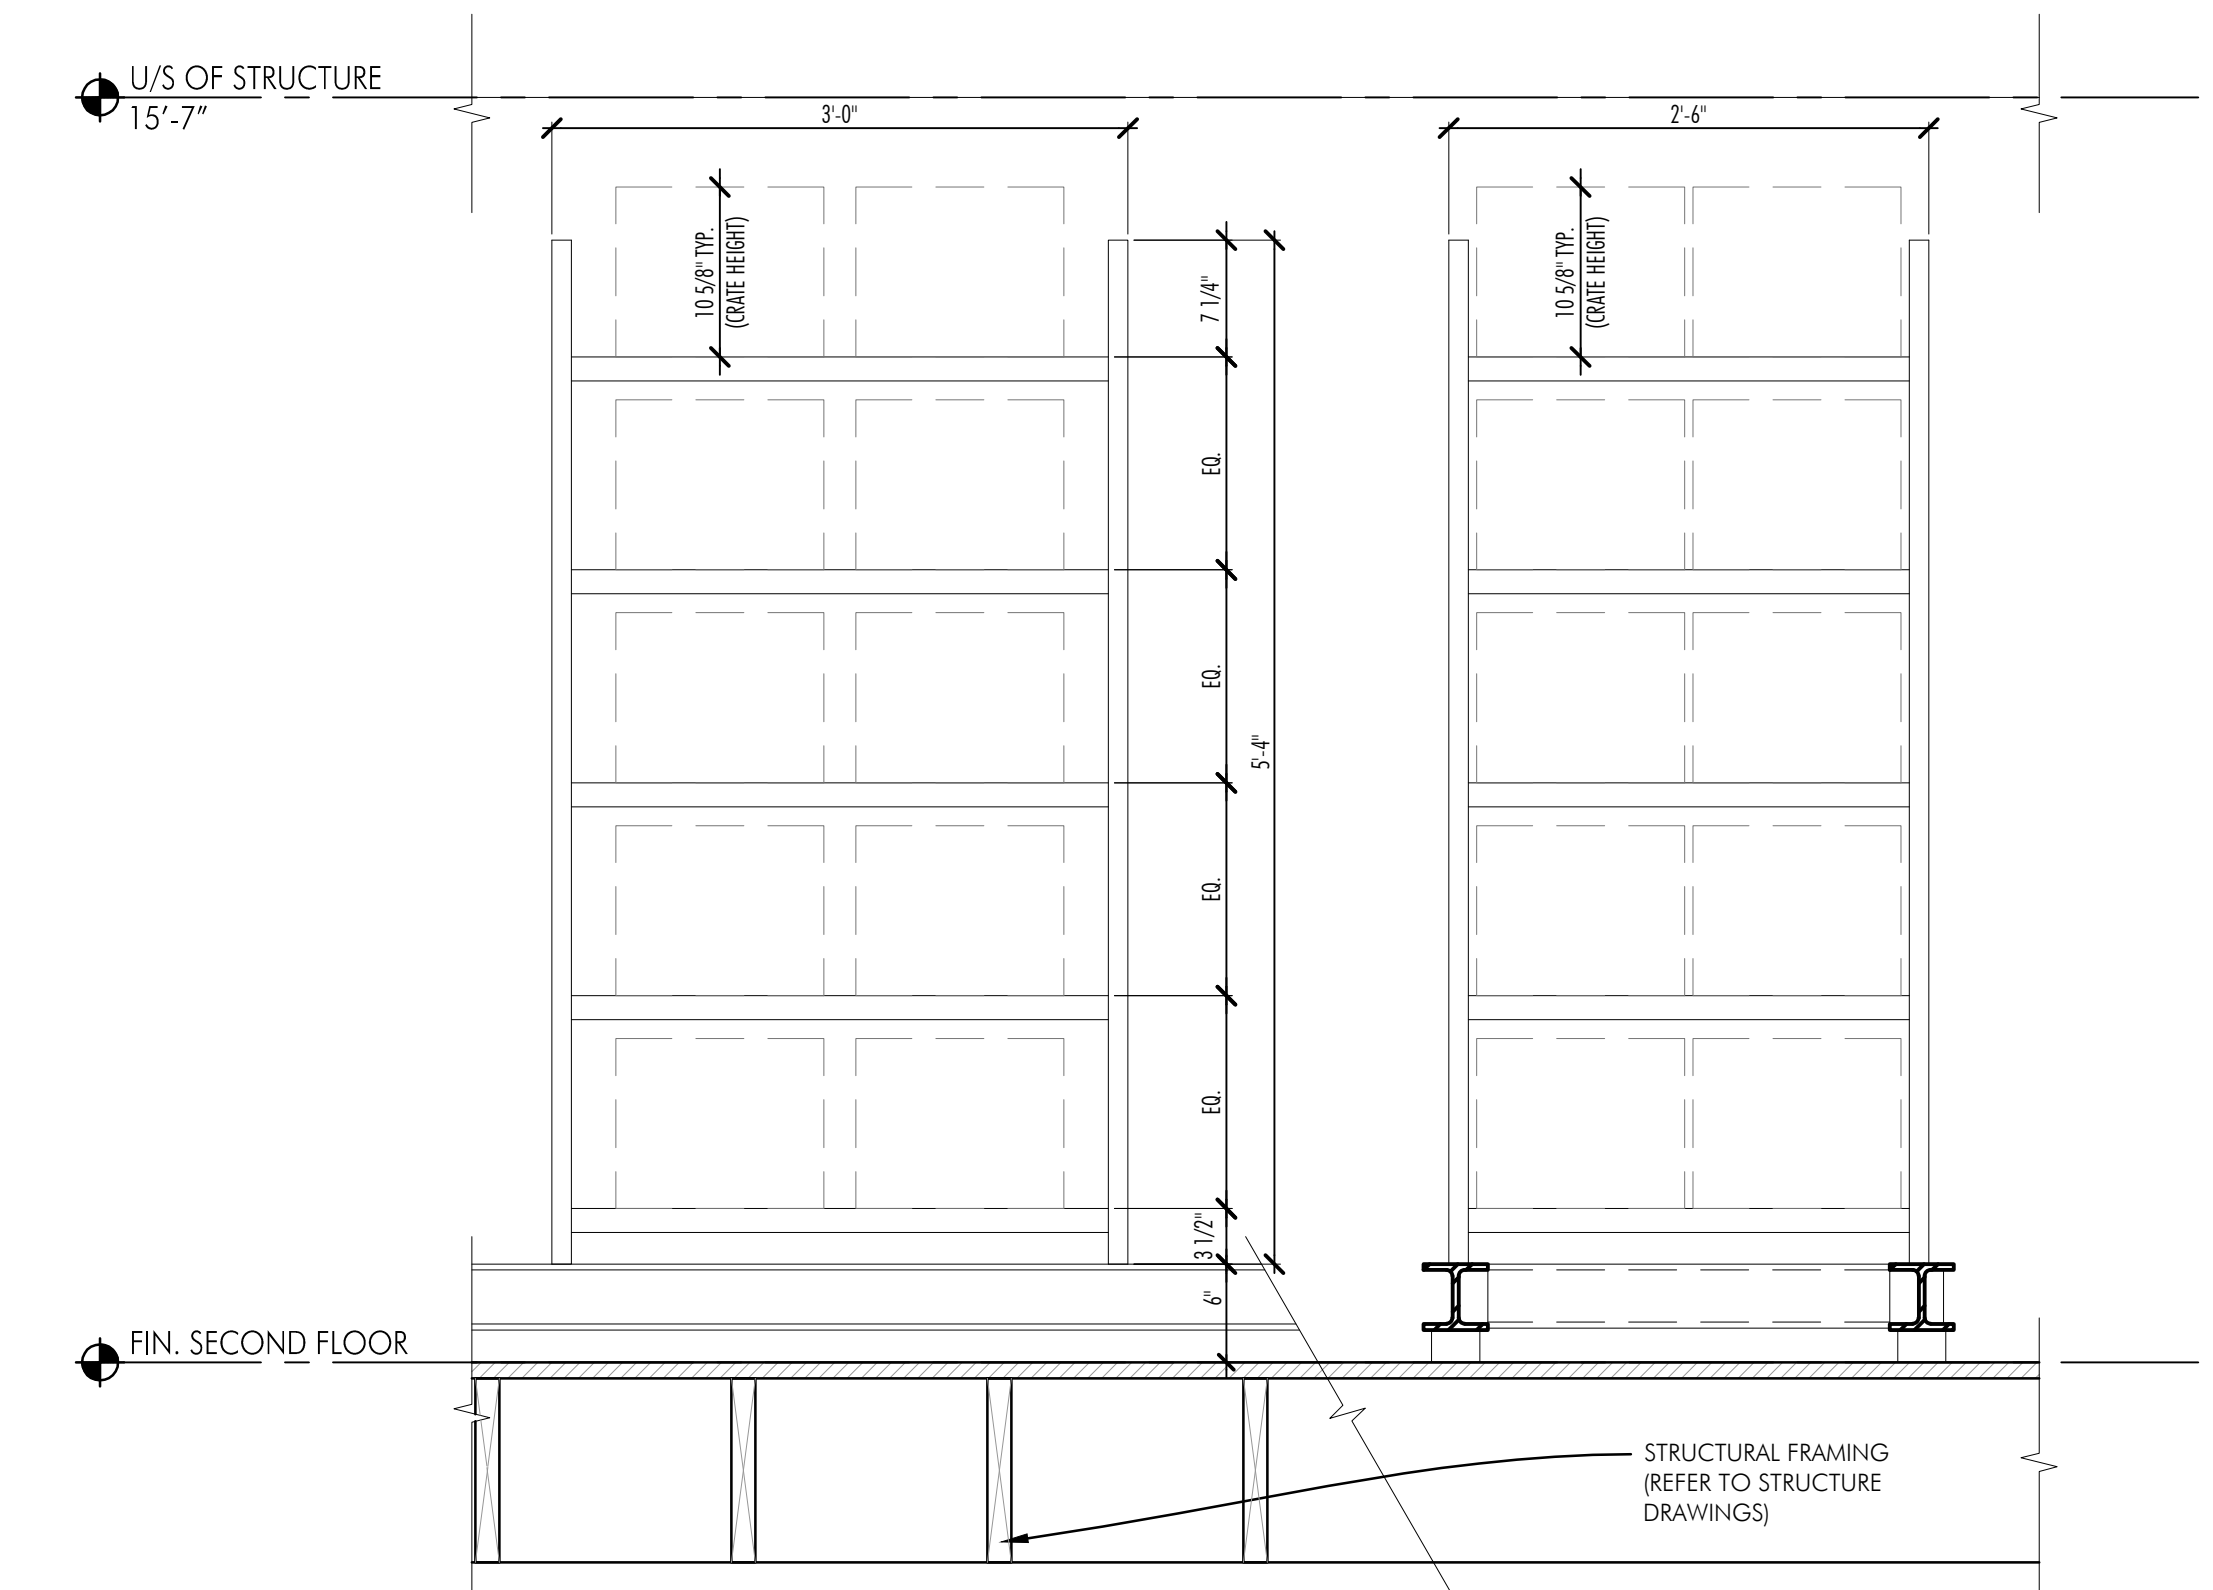 U/S OF STRUCTURE
15'-7"
3'-0"
2'-6"
10 5/8" TYP.
(CRATE HEIGHT)
7 1/4"
10 5/8" TYP.
(CRATE HEIGHT)
EQ.
EQ.
5'-4"
EQ.
EQ.
3 1/2"
6"
FIN. SECOND FLOOR
STRUCTURAL FRAMING
(REFER TO STRUCTURE
DRAWINGS)